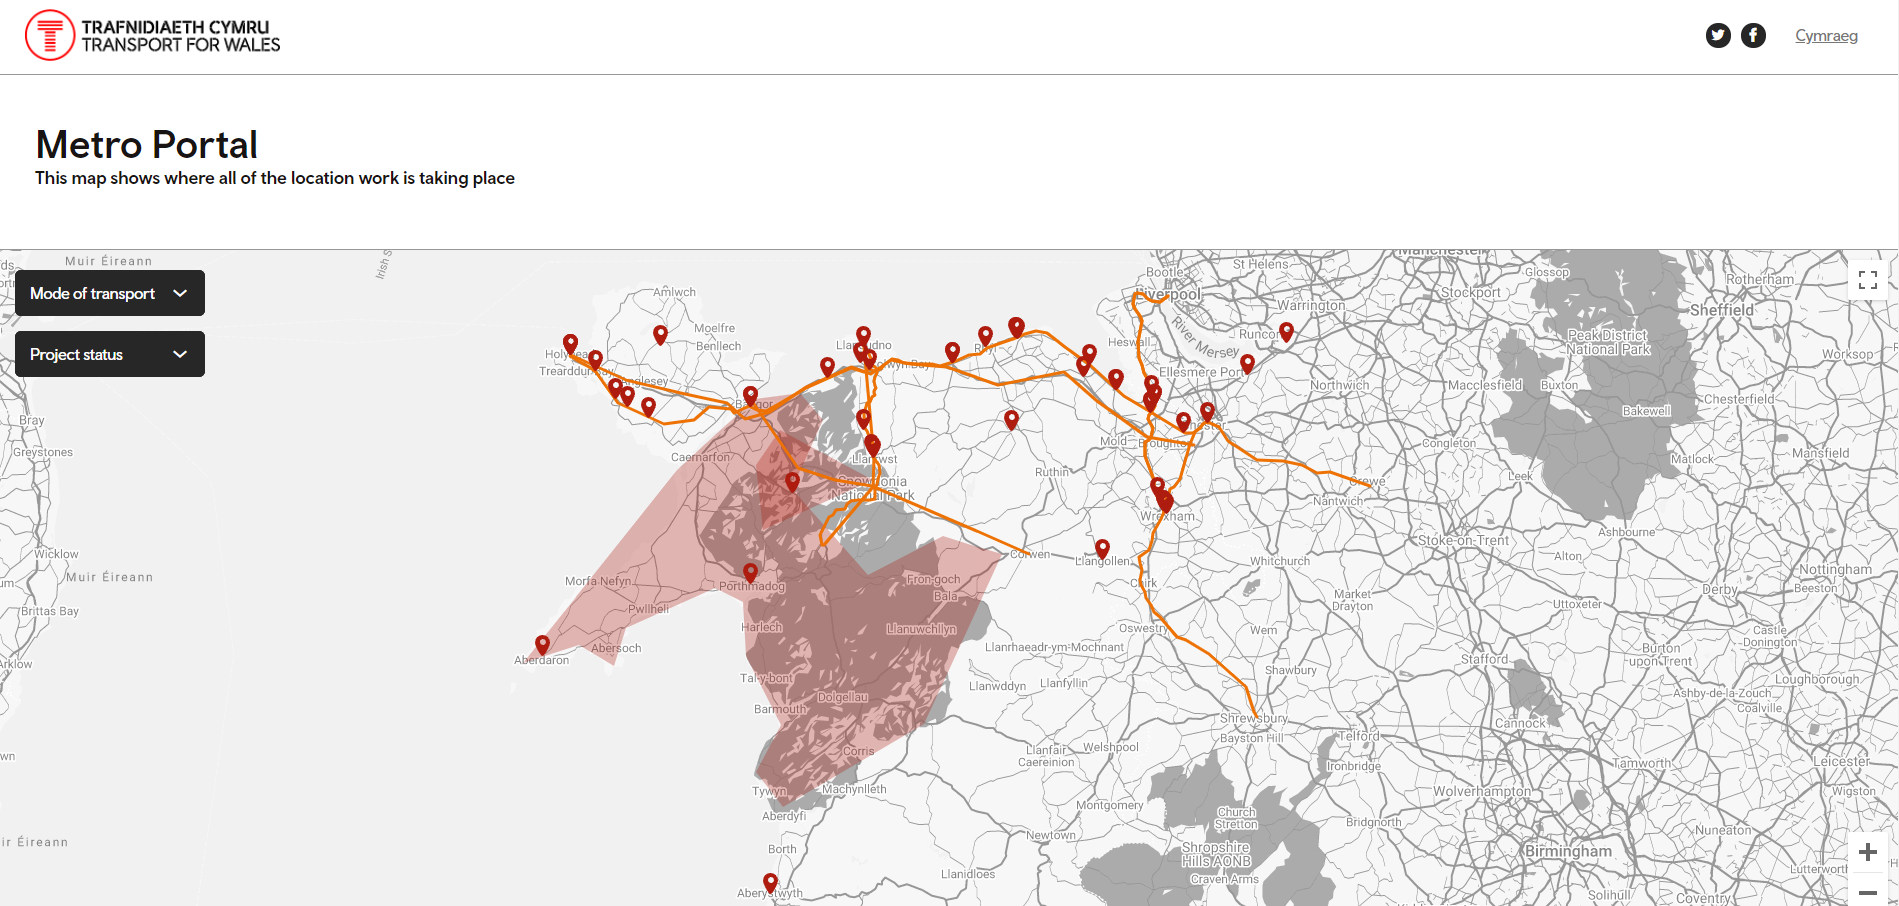 TRAFNIDIAETH CYMRU
TRANSPORT FOR WALES
Cymraeg
Metro Portal
This map shows where all of the location work is taking place
Mode of transport
Project status
Muir Éireann
Irish S
Bootle
St Helens
Manchester
Glossop
Rotherham
Stockport
Sheffield
Liverpool
Warrington
Amlwch
Moelfre
Benllech
River Mersey
Runcor
Peak District
National Park
Heswall
Worksop
Holyhead
Llandudno
Rhyl
Trearddur Bay
Anglesey
Colwyn Bay
Ellesmere Port
Northwich
Macclesfield
Buxton
Chesterfield
Bangor
Bakewell
Bray
Chester
Mold
Broughton
Congleton
Greystones
Caernarfon
Llanrwst
Matlock
Mansfield
Ruthin
Leek
Snowdonia
National Park
Crewe
Nantwich
Wrexham
Stoke-on-Trent
Ashbourne
Wicklow
Corwen
Llangollen
Whitchurch
Alton
Nottingham
Muir Éireann
Morfa Nefyn
Porthmadog
Fron-goch
Bala
Chirk
Market
Drayton
Derby
Beeston
Brittas Bay
Pwllheli
Uttoxeter
Harlech
Llanuwchllyn
Oswestry
Wem
Castle
Donington
Abersoch
Llanrhaeadr-ym-Mochnant
Burton
upon Trent
Aberdaron
Arklow
Stafford
Shawbury
Tal-y-bont
Llanwddyn
Llanfyllin
Loughborough
Dolgellau
Ashby-de-la-Zouch
Coalville
Barmouth
Shrewsbury
Cannock
Bayston Hill
Telford
Corris
Llanfair
Caereinion
Welshpool
Ironbridge
Tamworth
Leicester
Tywyn
Machynlleth
Wolverhampton
Wigston
Montgomery
Aberdyfi
Church
Stretton
Bridgnorth
Nuneaton
Newtown
ir Éireann
Borth
Shropshire
Hills AONB
Birmingham
Lutterworth
Llanidloes
Craven Arms
Aberystwyth
Solihull
Coventry